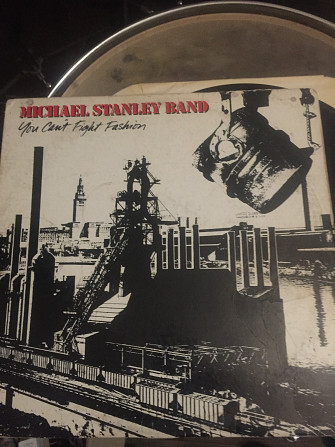 MICHAEL STANLEY BAND
You Can't Fight Fashion